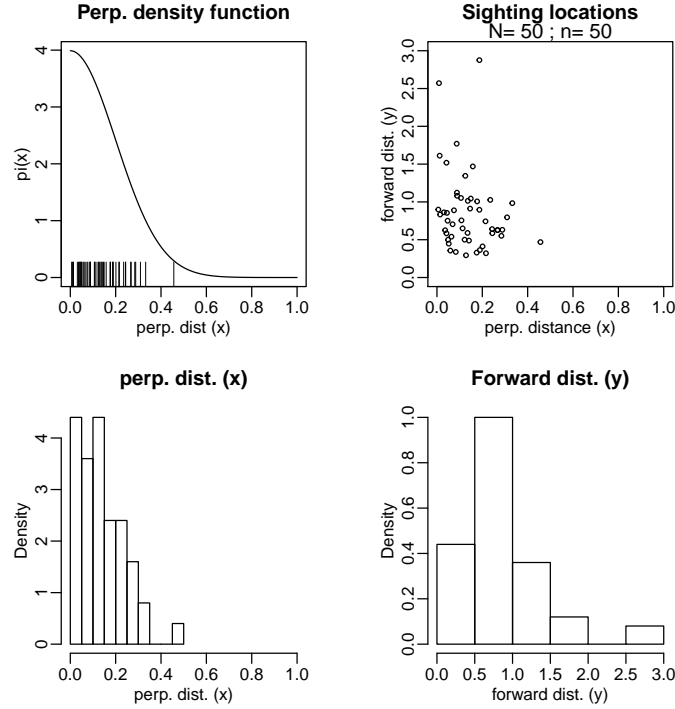 Perp. density function
pi(x)
0 1 2 3 4
0.0 0.2 0.4 0.6 0.8 1.0
perp. dist (x)
Sighting locations
N= 50 ; n= 50
forward dist. (y)
0.0 0.5 1.0 1.5 2.0 2.5 3.0
0.0 0.2 0.4 0.6 0.8 1.0
perp. distance (x)
perp. dist. (x)
Density
0 1 2 3 4
0.0 0.2 0.4 0.6 0.8 1.0
perp. dist. (x)
Forward dist. (y)
Density
0.0 0.2 0.4 0.6 0.8 1.0
0.0 0.5 1.0 1.5 2.0 2.5 3.0
forward dist. (y)